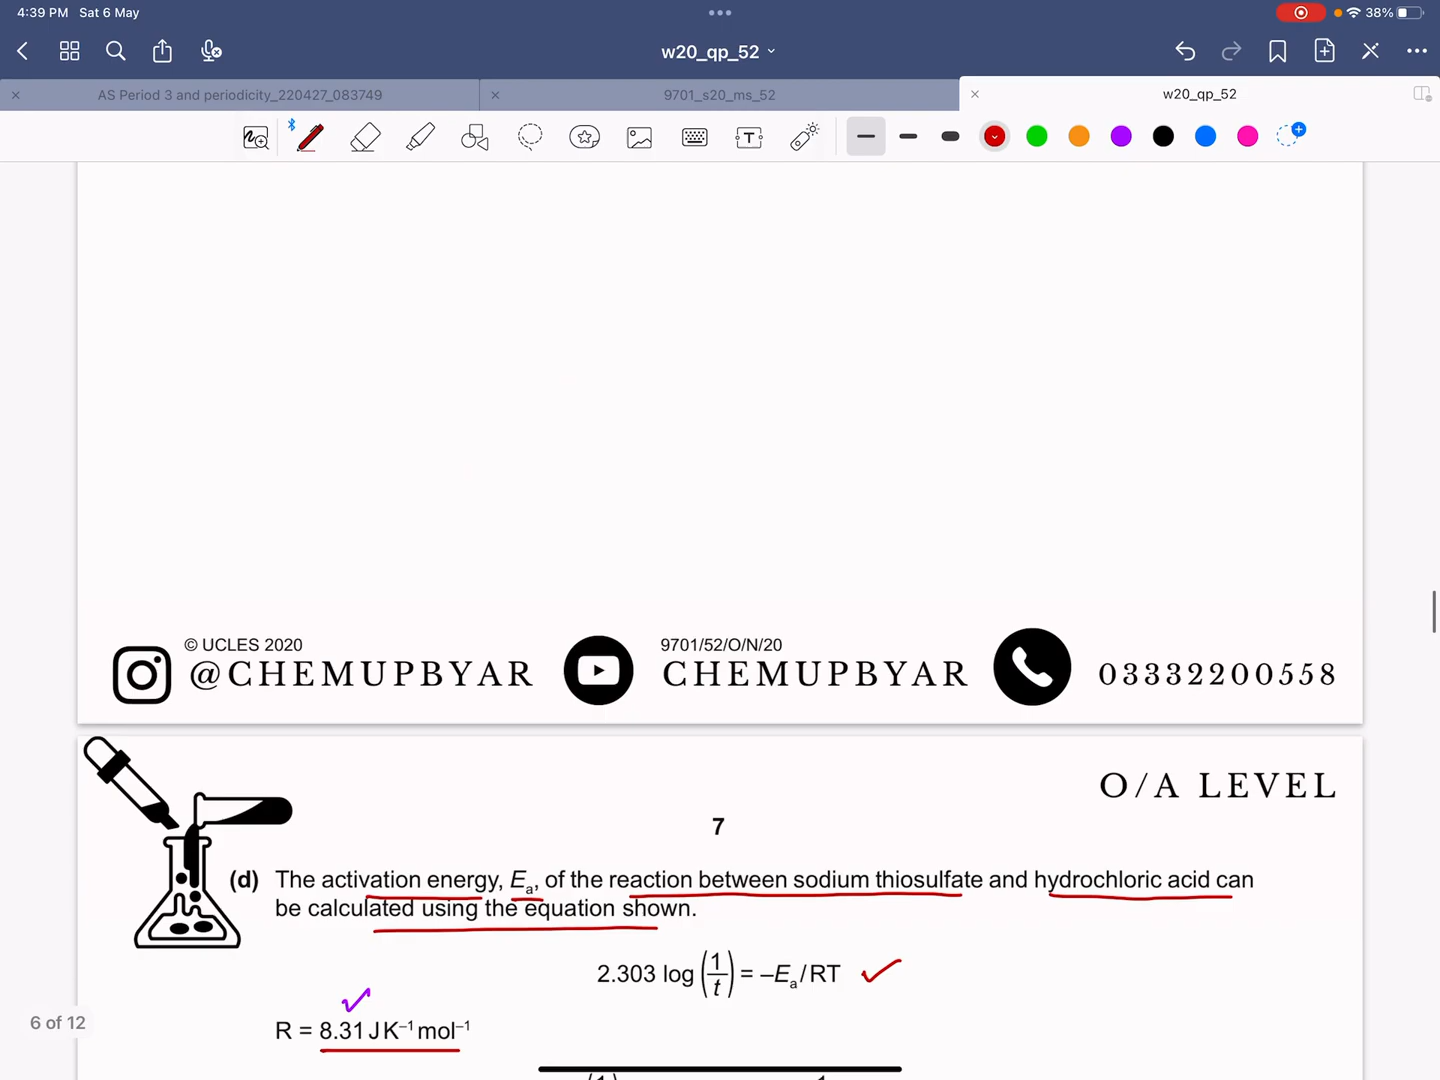 4:39 PM Sat 6 May
38%
w20_qp_52
AS Period 3 and periodicity_220427_083749
9701_s20_ms_52
w20_qp_52
T
© UCLES 2020
9701/52/O/N/20
@CHEMUPBYAR
CHEMUPBYAR
03332200558
O/A LEVEL
7
(d) The activation energy, Eₐ, of the reaction between sodium thiosulfate and hydrochloric acid can
be calculated using the equation shown.
2.303 log (1/t) = –Eₐ/RT
6 of 12
R = 8.31 J K⁻¹ mol⁻¹